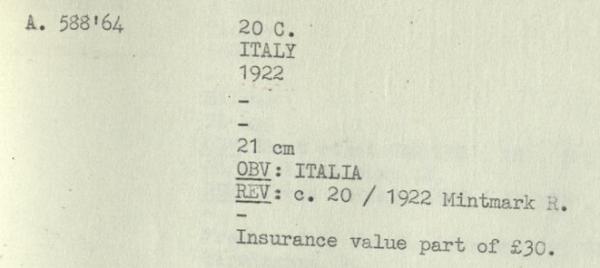 A. 588'64
20 C.
ITALY
1922
-
-
21 cm
OBV: ITALIA
REV: c. 20 / 1922 Mintmark R.
-
Insurance value part of £30.